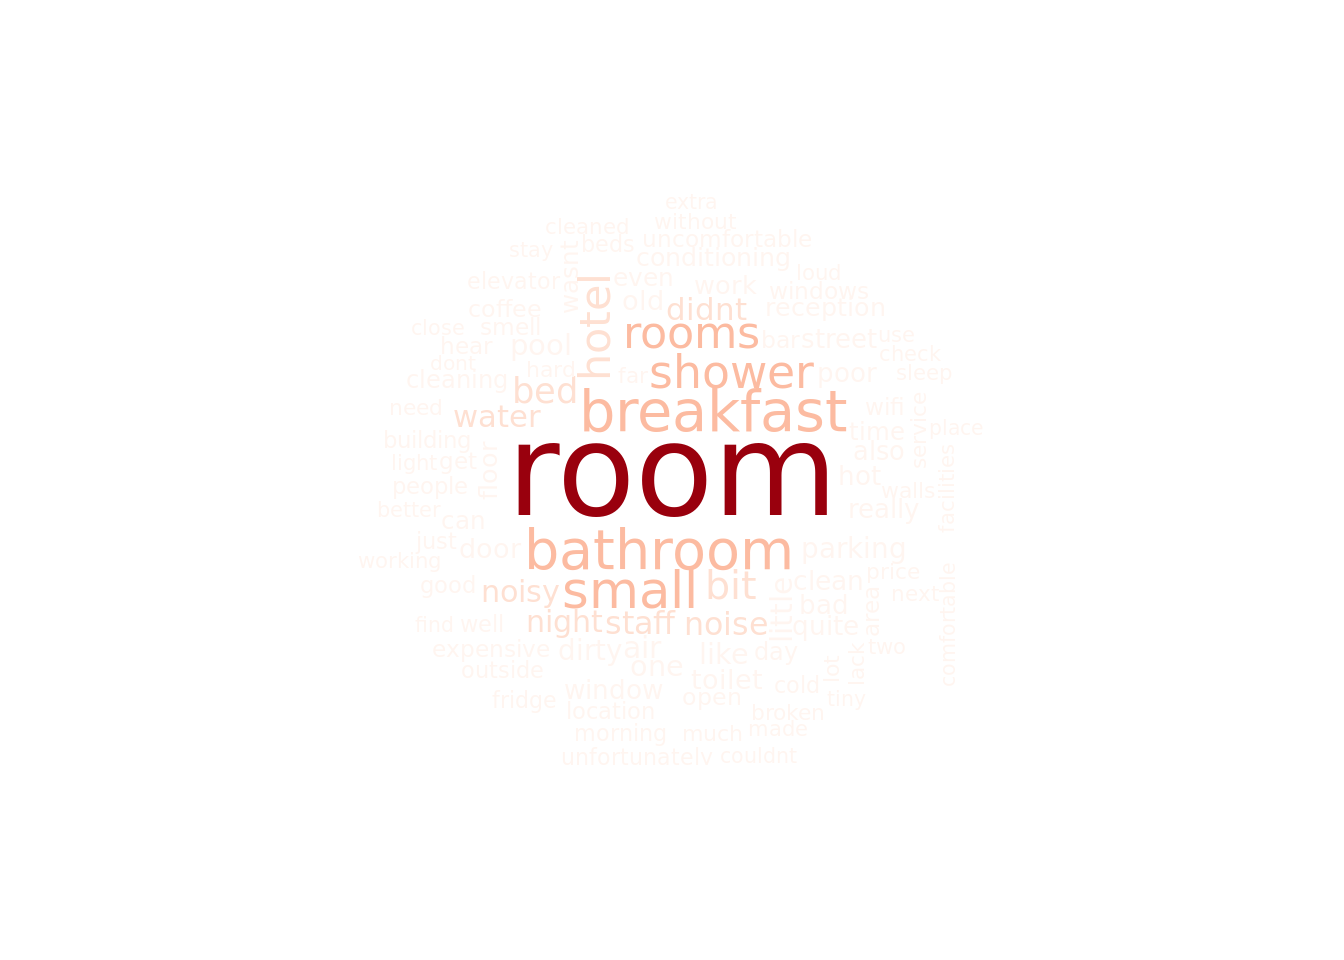 extra
cleaned
without
stay
wasnt
beds
uncomfortable
conditioning
elevator
hotel
even
work
loud
windows
coffee
old
didnt
reception
close
smell
rooms
bar
street
use
hear
pool
check
dont
hard
far
shower
poor
sleep
cleaning
bed
need
water
breakfast
wifi
service
place
building
floor
time
also
light
get
room
hot
facilities
people
walls
better
can
really
just
door
bathroom
parking
working
good
noisy
small
bit
little
clean
price
next
comfortable
find
well
night
staff
noise
bad
quite
area
expensive
dirty
air
like
day
two
outside
one
lot
lack
fridge
window
toilet
cold
tiny
location
open
broken
morning
much
made
unfortunately
couldnt